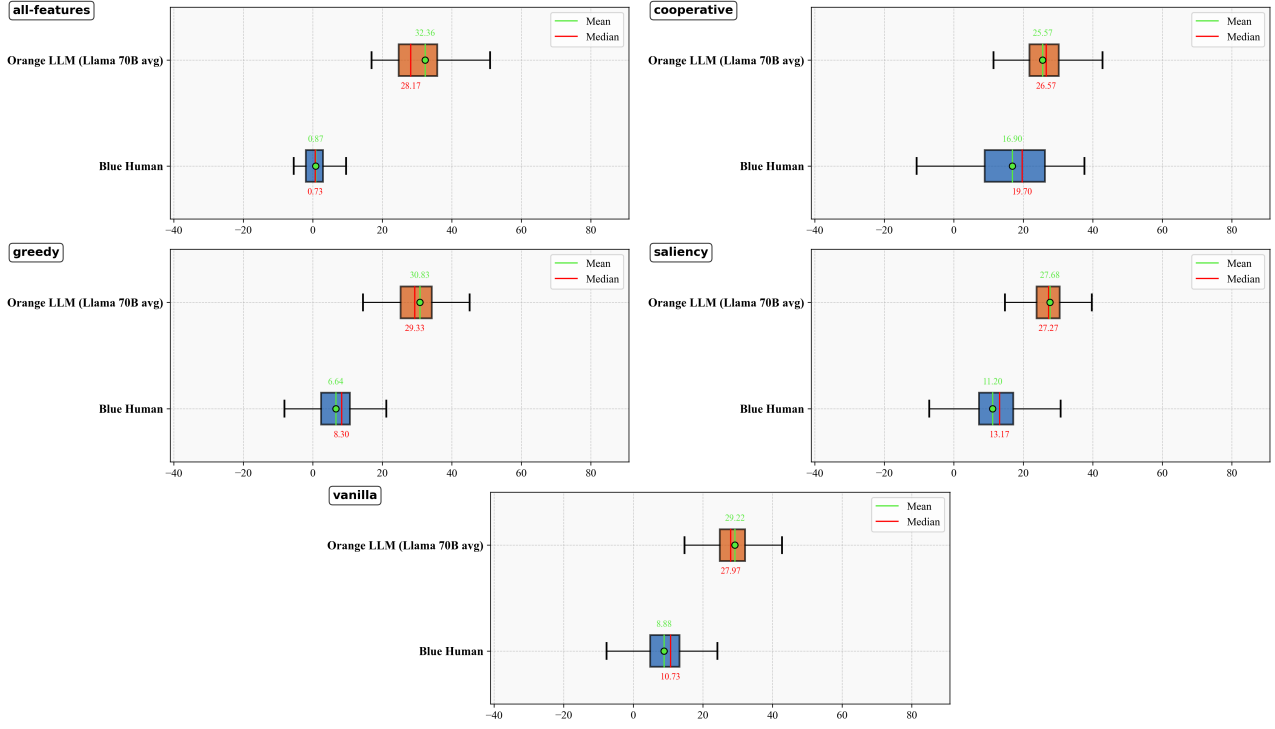 all-features
Mean
Median
32.36
Orange LLM (Llama 70B avg)
28.17
0.87
Blue Human
0.73
−40 −20 0 20 40 60 80
cooperative
Mean
Median
25.57
Orange LLM (Llama 70B avg)
26.57
16.90
Blue Human
19.70
−40 −20 0 20 40 60 80
greedy
Mean
Median
30.83
Orange LLM (Llama 70B avg)
29.33
6.64
Blue Human
8.30
−40 −20 0 20 40 60 80
saliency
Mean
Median
27.68
Orange LLM (Llama 70B avg)
27.27
11.20
Blue Human
13.17
−40 −20 0 20 40 60 80
vanilla
Mean
Median
29.22
Orange LLM (Llama 70B avg)
27.97
8.88
Blue Human
10.73
−40 −20 0 20 40 60 80